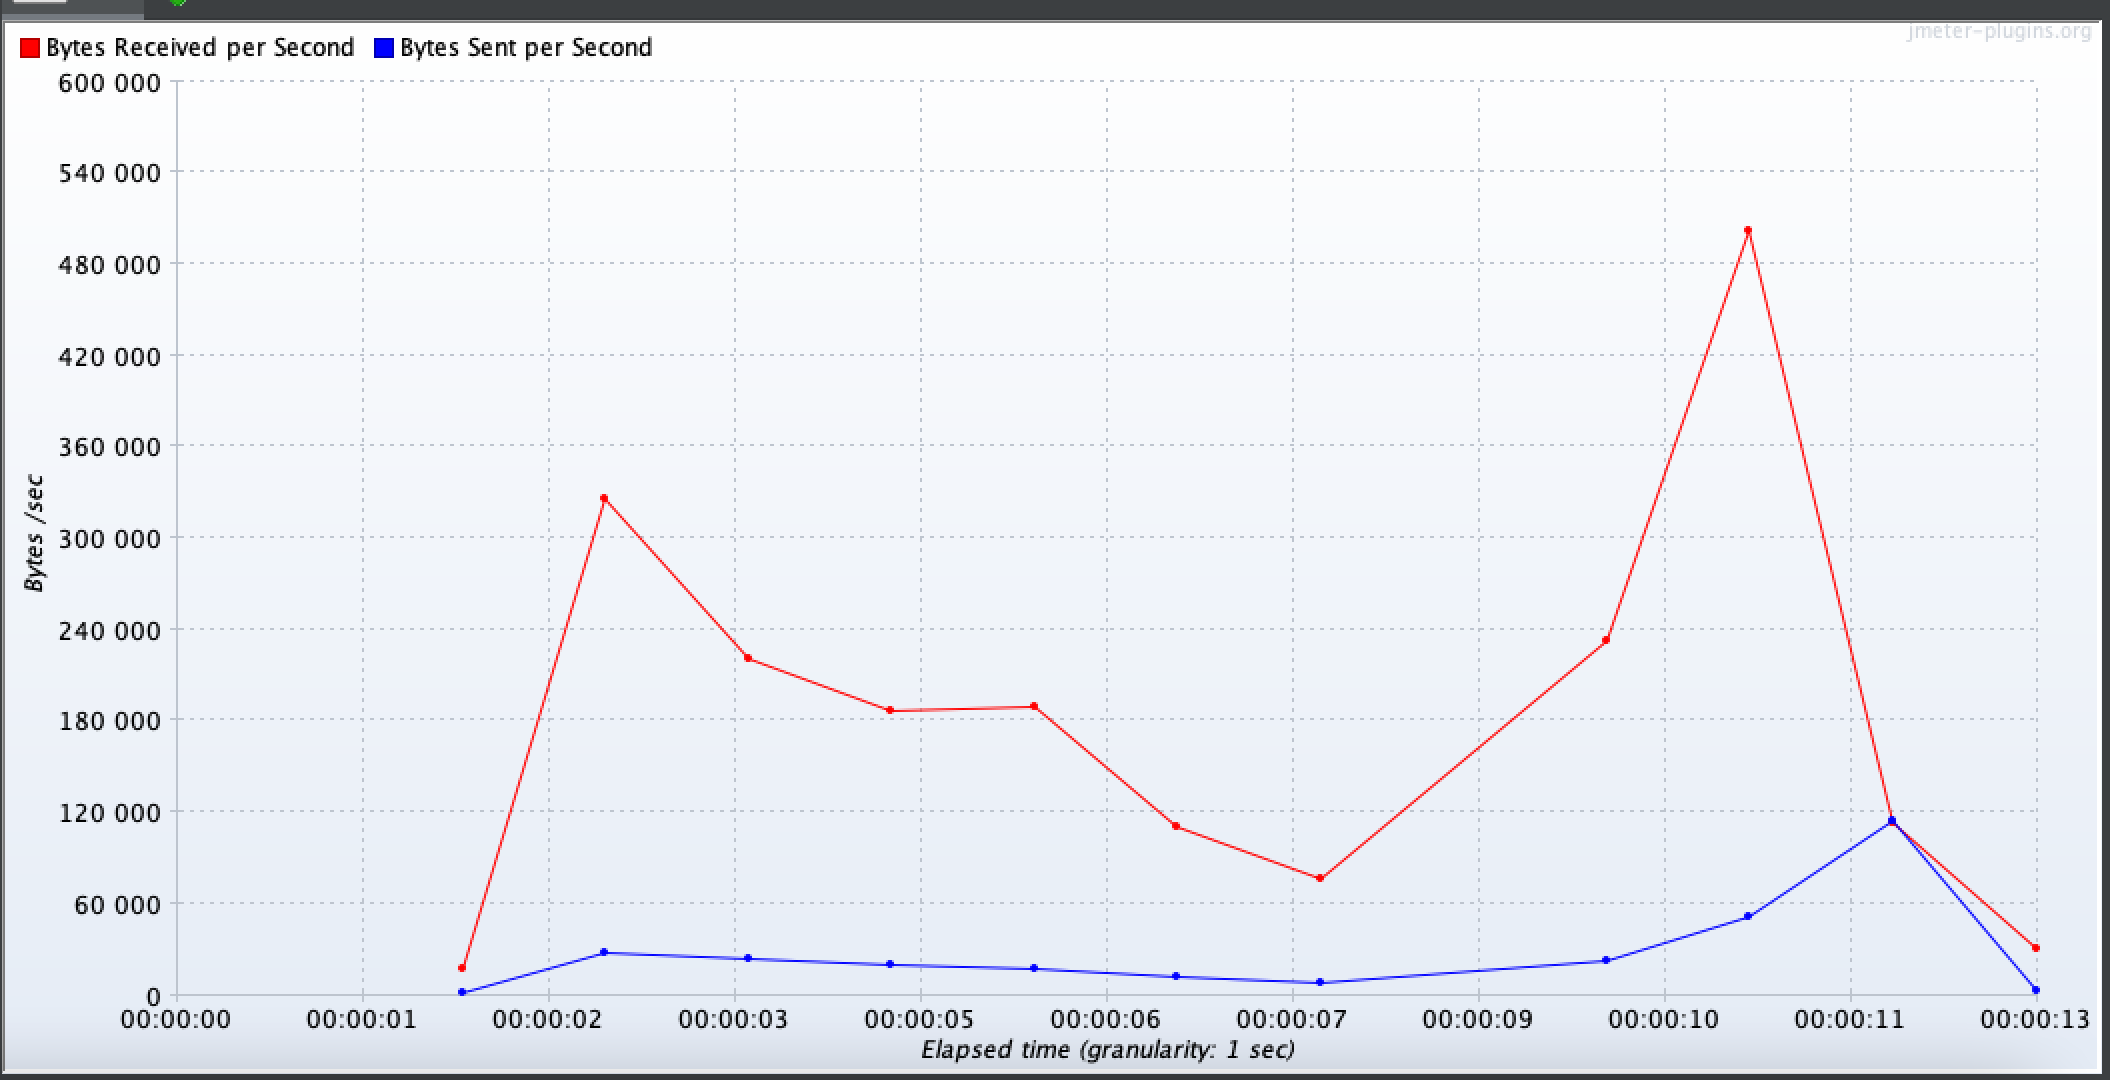 jmeter-plugins.org
Bytes Received per Second Bytes Sent per Second
600 000
540 000
480 000
420 000
360 000
300 000
240 000
180 000
120 000
60 000
0
Bytes /sec
00:00:00 00:00:01 00:00:02 00:00:03 00:00:05 00:00:06 00:00:07 00:00:09 00:00:10 00:00:11 00:00:13
Elapsed time (granularity: 1 sec)